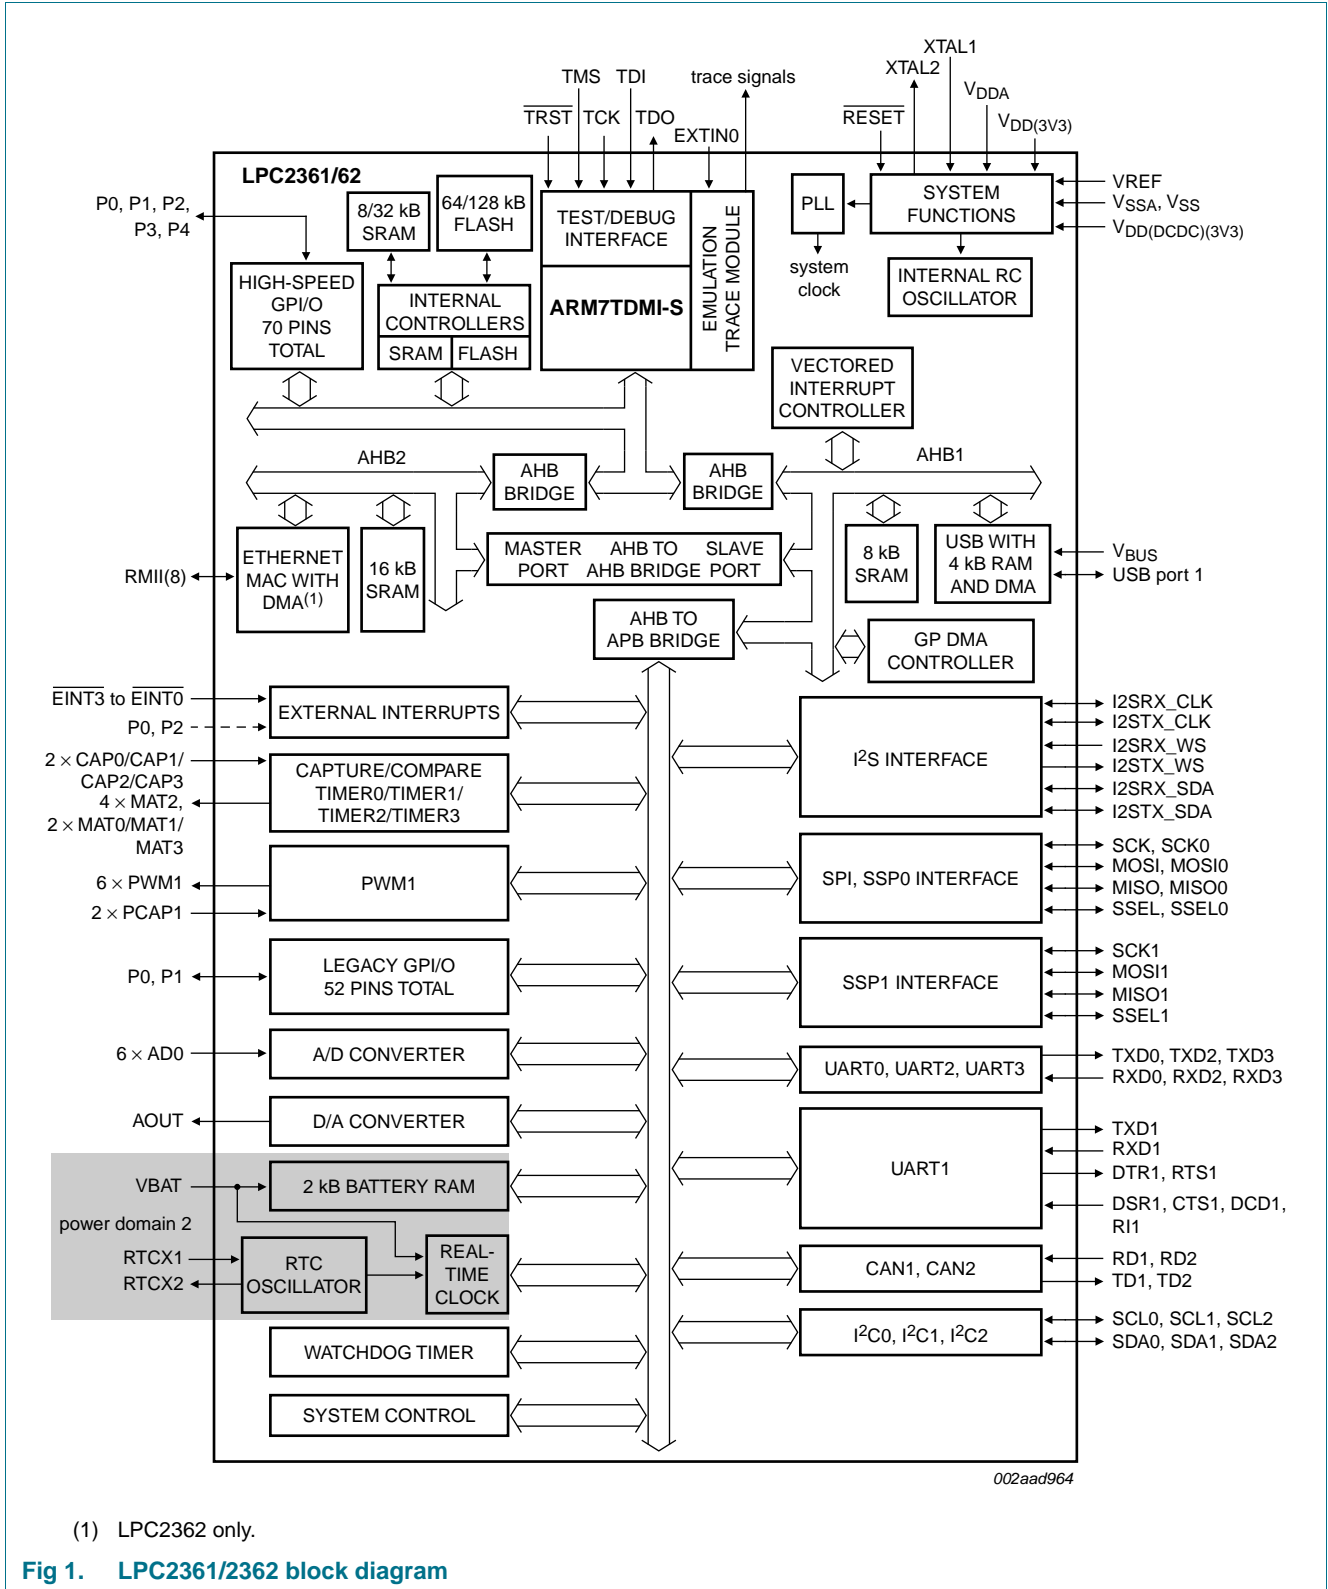 XTAL1
XTAL2
TMS TDI
trace signals
VDDA
TRST TCK TDO
RESET
VDD(3V3)
EXTIN0
LPC2361/62
P0, P1, P2,
P3, P4
8/32 kB
SRAM
64/128 kB
FLASH
TEST/DEBUG
INTERFACE
EMULATION
TRACE MODULE
PLL
SYSTEM
FUNCTIONS
VREF
VSSA, VSS
VDD(DCDC)(3V3)
system
clock
HIGH-SPEED
GPI/O
70 PINS
TOTAL
INTERNAL
CONTROLLERS
SRAM FLASH
ARM7TDMI-S
INTERNAL RC
OSCILLATOR
VECTORED
INTERRUPT
CONTROLLER
AHB2
AHB
BRIDGE
AHB
BRIDGE
AHB1
ETHERNET
MAC WITH
DMA(1)
16 kB
SRAM
MASTER
PORT
AHB TO
AHB BRIDGE
SLAVE
PORT
8 kB
SRAM
USB WITH
4 kB RAM
AND DMA
VBUS
USB port 1
RMII(8)
AHB TO
APB BRIDGE
GP DMA
CONTROLLER
EINT3 to EINT0
P0, P2
EXTERNAL INTERRUPTS
2 × CAP0/CAP1/
CAP2/CAP3
4 × MAT2,
2 × MAT0/MAT1/
MAT3
CAPTURE/COMPARE
TIMER0/TIMER1/
TIMER2/TIMER3
6 × PWM1
2 × PCAP1
PWM1
P0, P1
LEGACY GPI/O
52 PINS TOTAL
6 × AD0
A/D CONVERTER
AOUT
D/A CONVERTER
VBAT
2 kB BATTERY RAM
power domain 2
RTCX1
RTCX2
RTC
OSCILLATOR
REAL-
TIME
CLOCK
WATCHDOG TIMER
SYSTEM CONTROL
I2S INTERFACE
I2SRX_CLK
I2STX_CLK
I2SRX_WS
I2STX_WS
I2SRX_SDA
I2STX_SDA
SPI, SSP0 INTERFACE
SCK, SCK0
MOSI, MOSI0
MISO, MISO0
SSEL, SSEL0
SSP1 INTERFACE
SCK1
MOSI1
MISO1
SSEL1
UART0, UART2, UART3
TXD0, TXD2, TXD3
RXD0, RXD2, RXD3
UART1
TXD1
RXD1
DTR1, RTS1
DSR1, CTS1, DCD1,
RI1
CAN1, CAN2
RD1, RD2
TD1, TD2
I2C0, I2C1, I2C2
SCL0, SCL1, SCL2
SDA0, SDA1, SDA2
002aad964
(1) LPC2362 only.
Fig 1. LPC2361/2362 block diagram